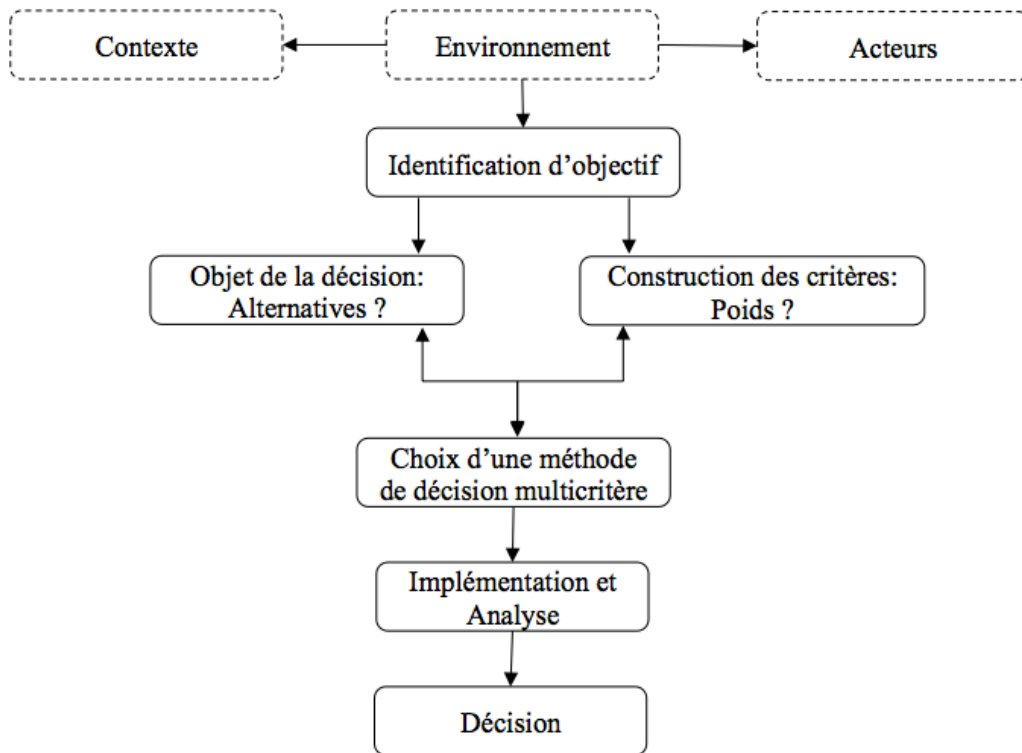 Contexte
Environnement
Acteurs
Identification d’objectif
Objet de la décision:
Alternatives ?
Construction des critères:
Poids ?
Choix d’une méthode
de décision multicritère
Implémentation et
Analyse
Décision